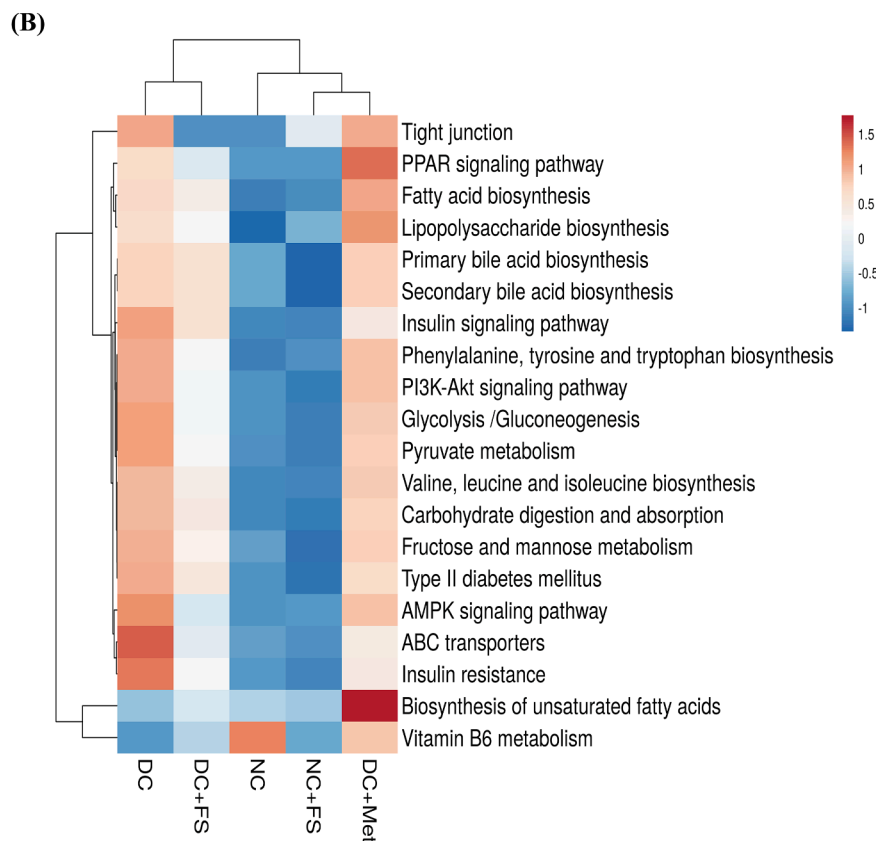 (B)
Tight junction
PPAR signaling pathway
Fatty acid biosynthesis
Lipopolysaccharide biosynthesis
Primary bile acid biosynthesis
Secondary bile acid biosynthesis
Insulin signaling pathway
Phenylalanine, tyrosine and tryptophan biosynthesis
PI3K-Akt signaling pathway
Glycolysis /Gluconeogenesis
Pyruvate metabolism
Valine, leucine and isoleucine biosynthesis
Carbohydrate digestion and absorption
Fructose and mannose metabolism
Type II diabetes mellitus
AMPK signaling pathway
ABC transporters
Insulin resistance
Biosynthesis of unsaturated fatty acids
Vitamin B6 metabolism
1.5
1
0.5
0
-0.5
-1
DC
DC+FS
NC
NC+FS
DC+Met